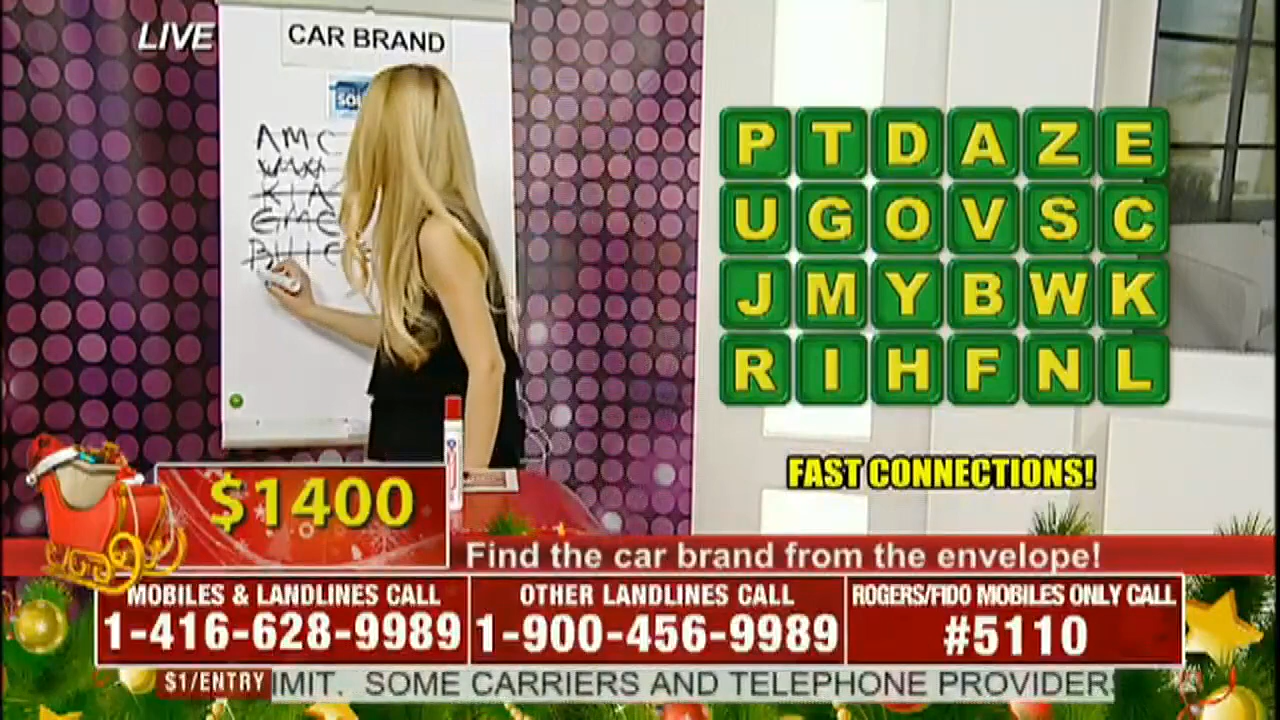 LIVE
CAR BRAND
SOL
AMC
KIA
GMC
P T D A Z E
U G O V S C
J M Y B W K
R I H F N L
FAST CONNECTIONS!
$1400
Find the car brand from the envelope!
MOBILES & LANDLINES CALL
1-416-628-9989
OTHER LANDLINES CALL
1-900-456-9989
ROGERS/FIDO MOBILES ONLY CALL
#5110
$1/ENTRY
IMIT. SOME CARRIERS AND TELEPHONE PROVIDERS